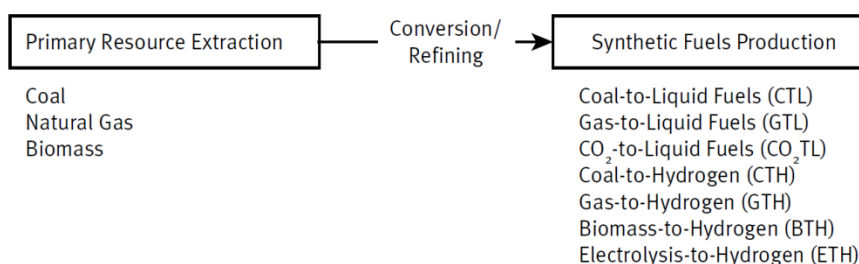 Primary Resource Extraction
Conversion/
Refining
Synthetic Fuels Production
Coal
Natural Gas
Biomass
Coal-to-Liquid Fuels (CTL)
Gas-to-Liquid Fuels (GTL)
CO₂-to-Liquid Fuels (CO₂TL)
Coal-to-Hydrogen (CTH)
Gas-to-Hydrogen (GTH)
Biomass-to-Hydrogen (BTH)
Electrolysis-to-Hydrogen (ETH)